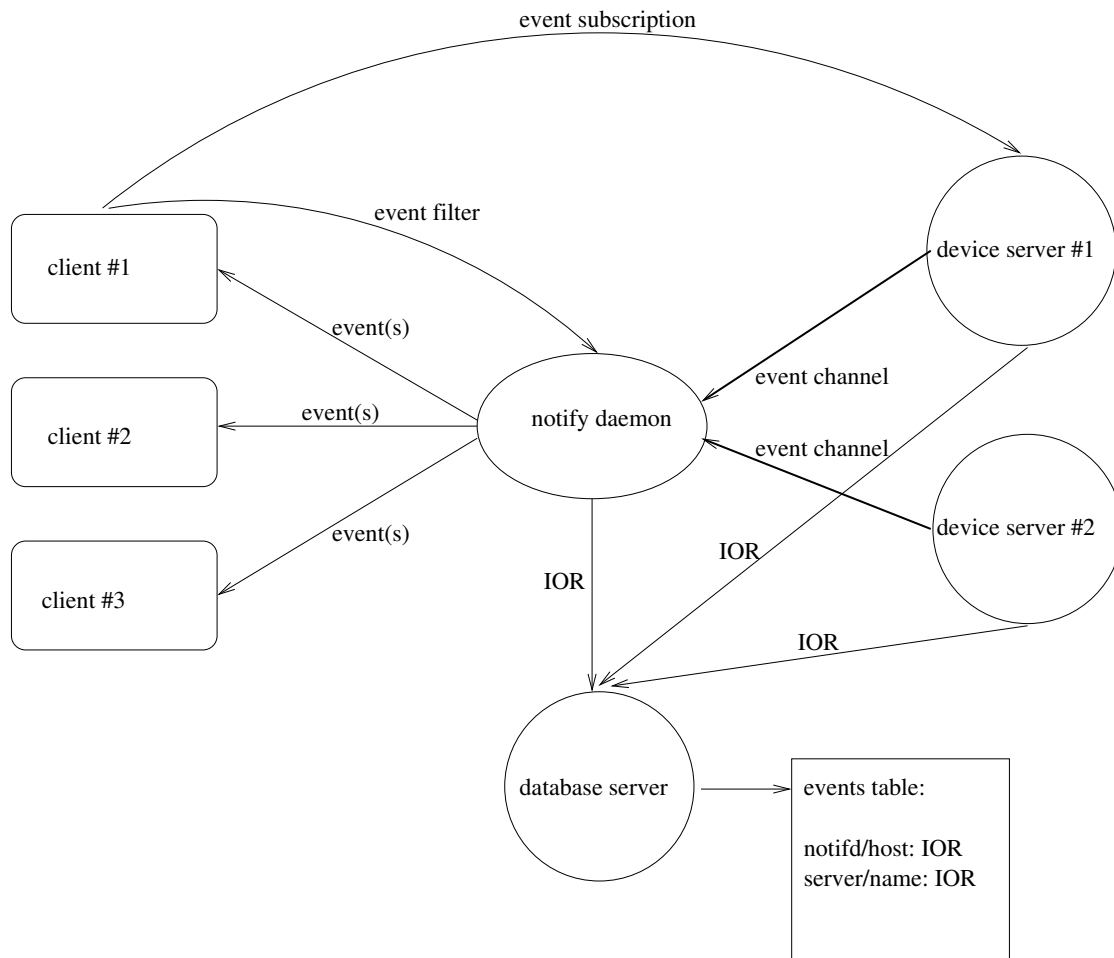 event subscription
event filter
client #1
device server #1
event(s)
event channel
client #2
event(s)
notify daemon
event channel
device server #2
event(s)
client #3
IOR
IOR
IOR
database server
events table:
notifd/host: IOR
server/name: IOR